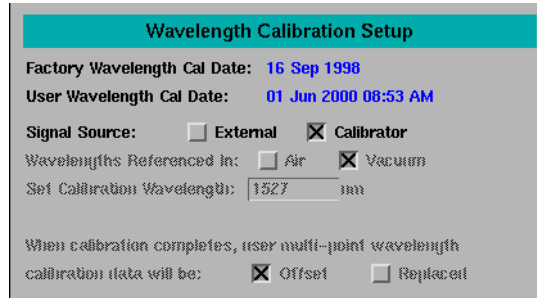 Wavelength Calibration Setup
Factory Wavelength Cal Date: 16 Sep 1998
User Wavelength Cal Date: 01 Jun 2000 08:53 AM
Signal Source: External Calibrator
Wavelengths Referenced In: Air Vacuum
Set Calibration Wavelength: 1527 nm
When calibration completes, user multi-point wavelength
calibration data will be: Offset Replaced